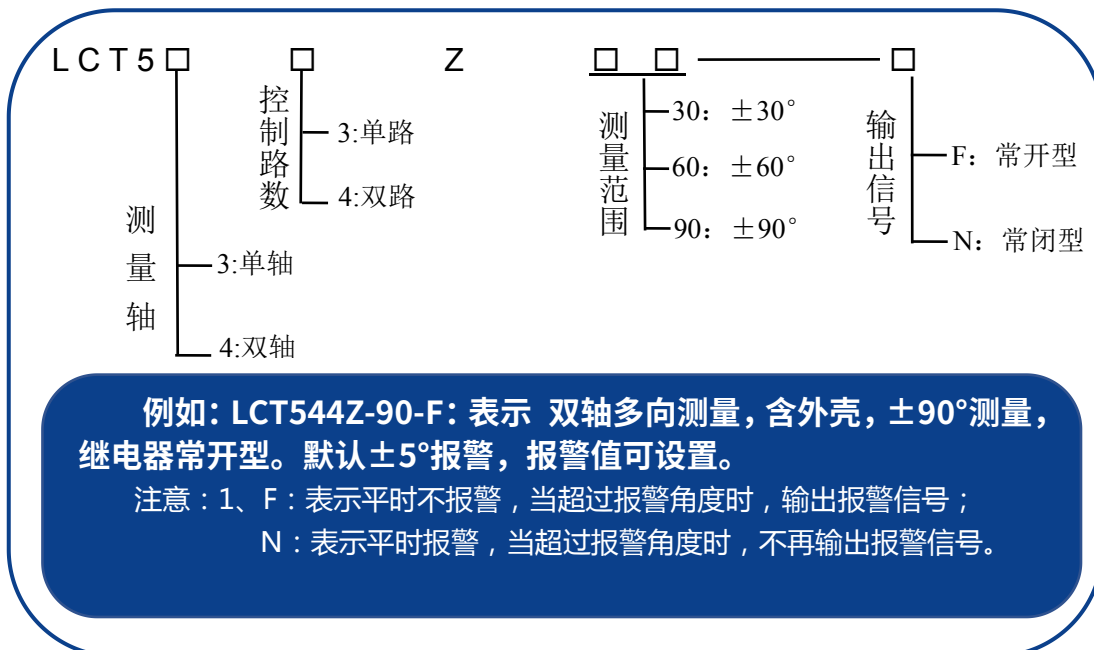 LCT5□ □ Z □ □ □
控制路数
3:单路
4:双路
测量轴
3:单轴
4:双轴
测量范围
30：±30°
60：±60°
90：±90°
输出信号
F：常开型
N：常闭型
例如：LCT544Z-90-F：表示 双轴多向测量，含外壳，±90°测量，
继电器常开型。默认±5°报警，报警值可设置。
注意：1、F：表示平时不报警，当超过报警角度时，输出报警信号；
N：表示平时报警，当超过报警角度时，不再输出报警信号。